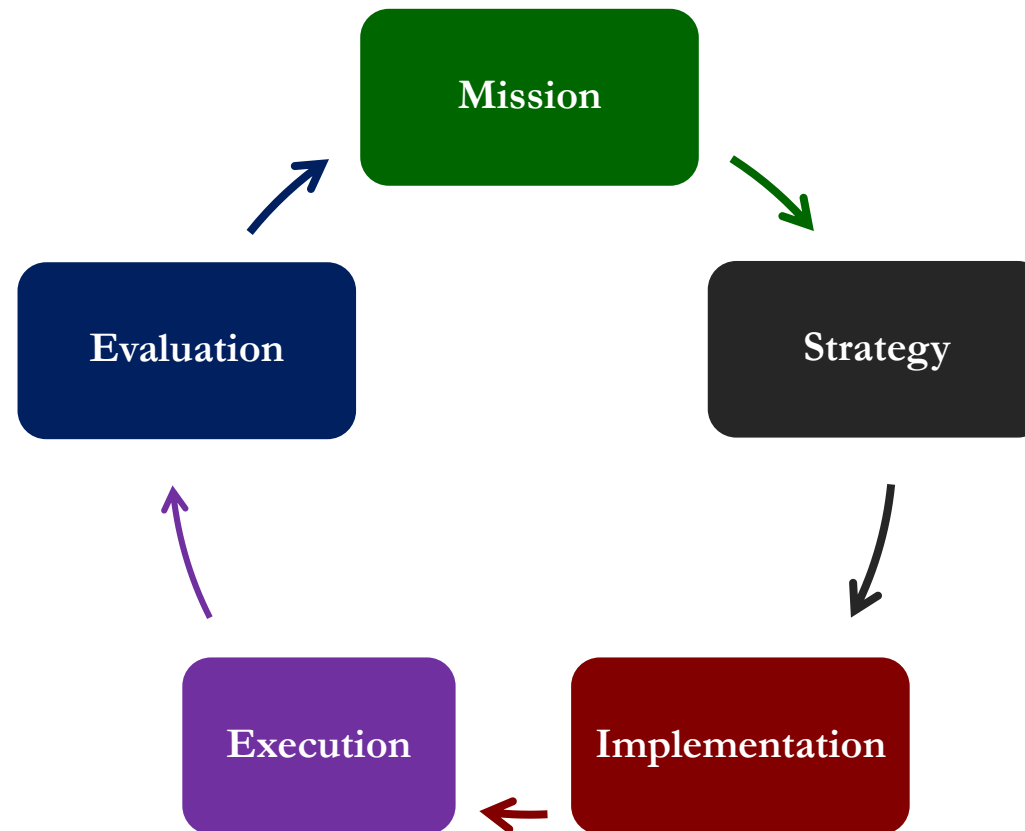 Mission
Strategy
Implementation
Execution
Evaluation